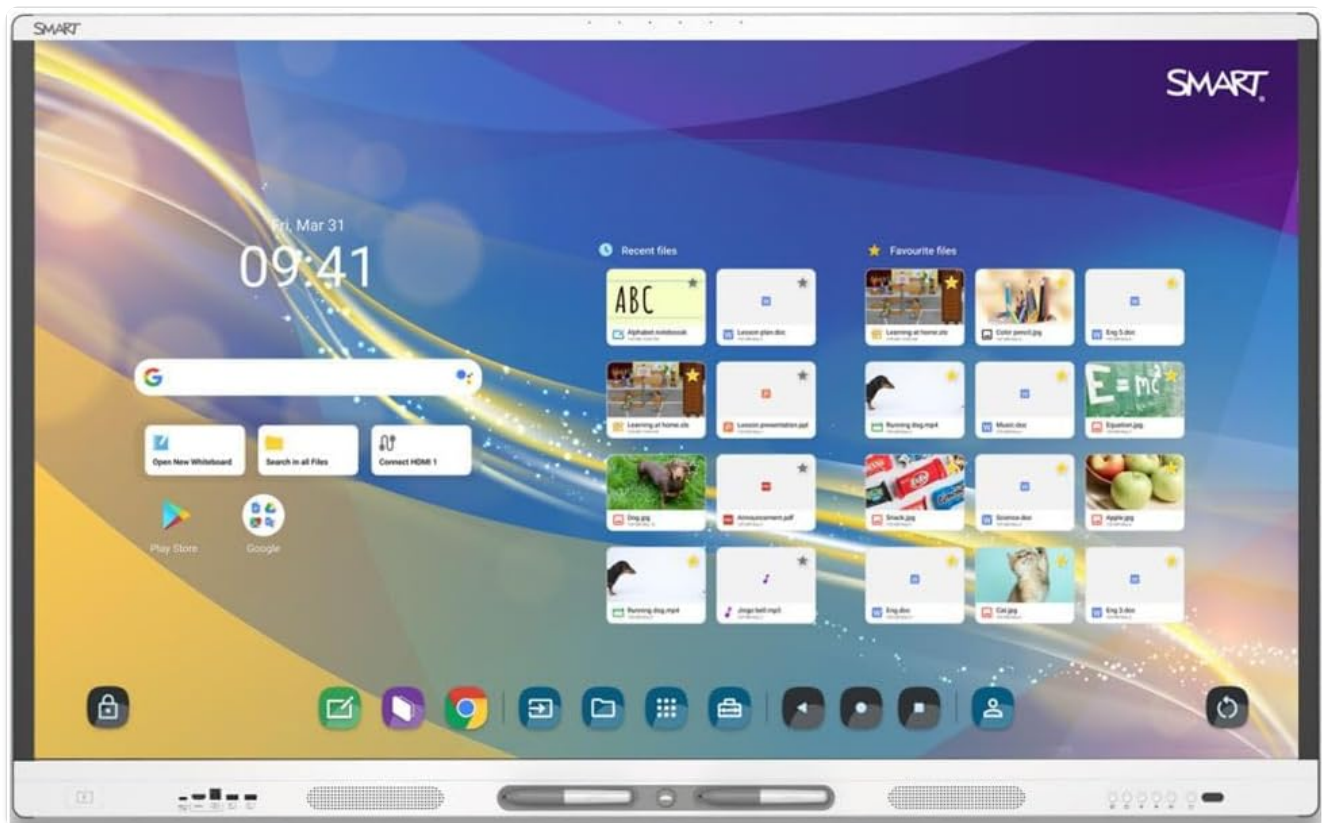 SMART
SMART
Fri, Mar 31
09:41
Open New Whiteboard
Search in all Files
Connect HDMI 1
Play Store
Google
Recent files
ABC
Alphabet notebook
Lesson plan.doc
Learning at home.xls
Lesson presentation.ppt
Dog.jpg
Announcement.pdf
Running dog.mp4
Jingo bell.mp3
Favourite files
Learning at home.xls
Color pencil.jpg
Eng 5.doc
Running dog.mp4
Music.doc
E = mc²
Equation.jpg
Snack.jpg
Science.doc
Apple.jpg
Eng.doc
Cat.jpg
Eng 5.doc